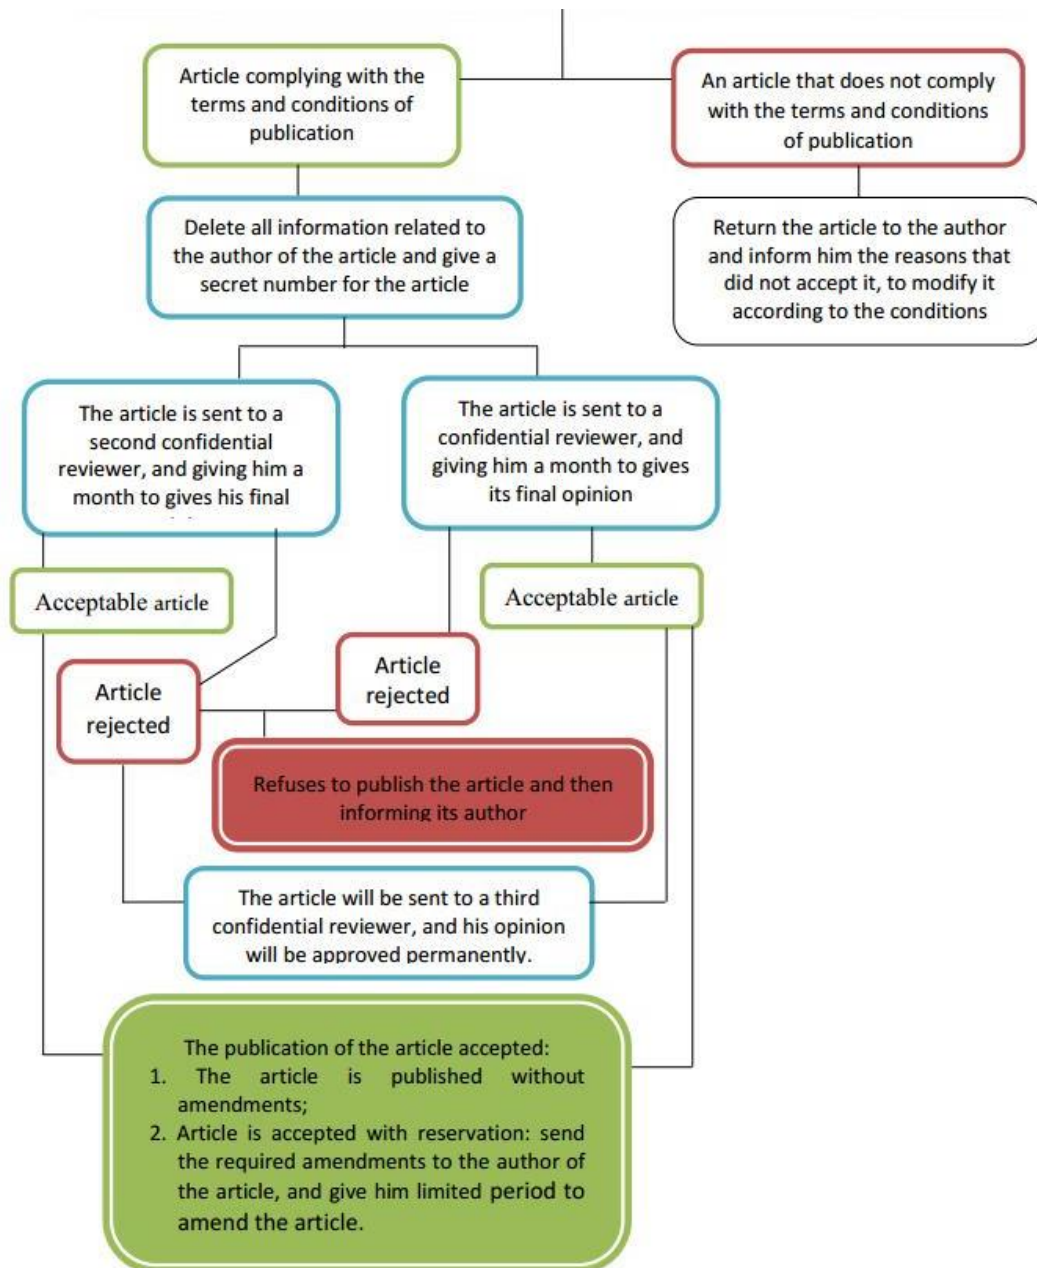 Article complying with the
terms and conditions of
publication
An article that does not comply
with the terms and conditions
of publication
Delete all information related to
the author of the article and give a
secret number for the article
Return the article to the author
and inform him the reasons that
did not accept it, to modify it
according to the conditions
The article is sent to a
second confidential
reviewer, and giving him a
month to gives his final
The article is sent to a
confidential reviewer, and
giving him a month to gives
its final opinion
Acceptable article
Acceptable article
Article
rejected
Article
rejected
Refuses to publish the article and then
informing its author
The article will be sent to a third
confidential reviewer, and his opinion
will be approved permanently.
The publication of the article accepted:
1. The article is published without
amendments;
2. Article is accepted with reservation: send
the required amendments to the author of
the article, and give him limited period to
amend the article.